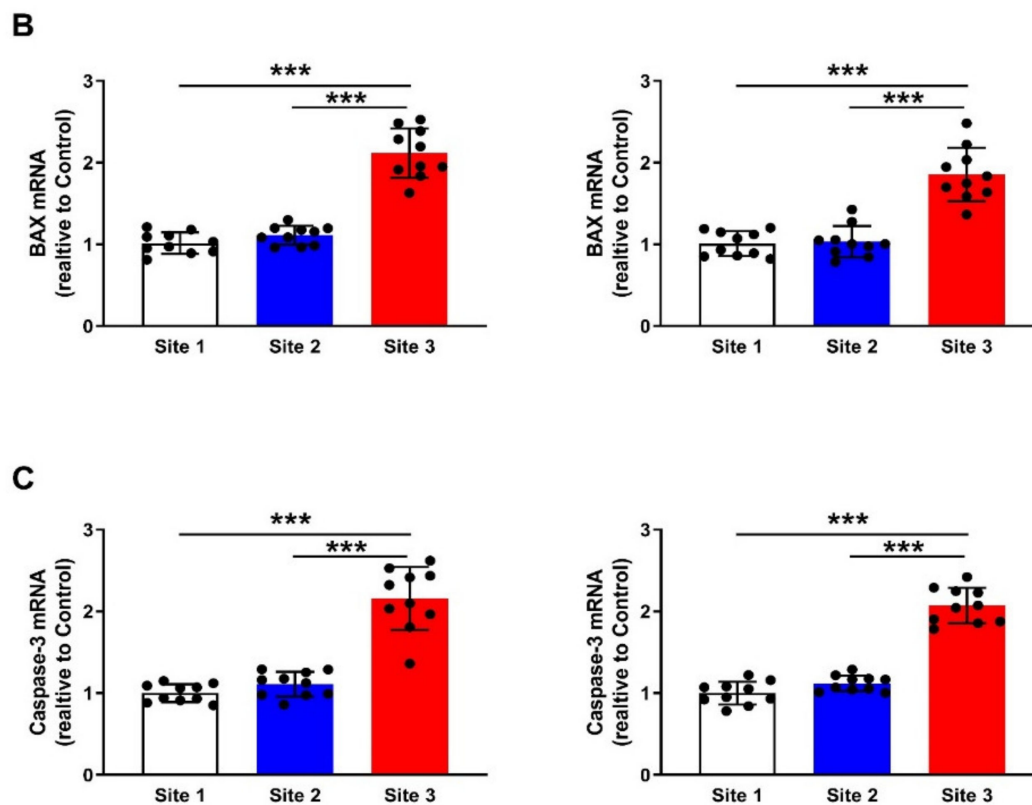 B
***
***
BAX mRNA
(realtive to Control)
3
2
1
0
Site 1 Site 2 Site 3
***
***
BAX mRNA
(realtive to Control)
3
2
1
0
Site 1 Site 2 Site 3
C
***
***
Caspase-3 mRNA
(realtive to Control)
3
2
1
0
Site 1 Site 2 Site 3
***
***
Caspase-3 mRNA
(realtive to Control)
3
2
1
0
Site 1 Site 2 Site 3